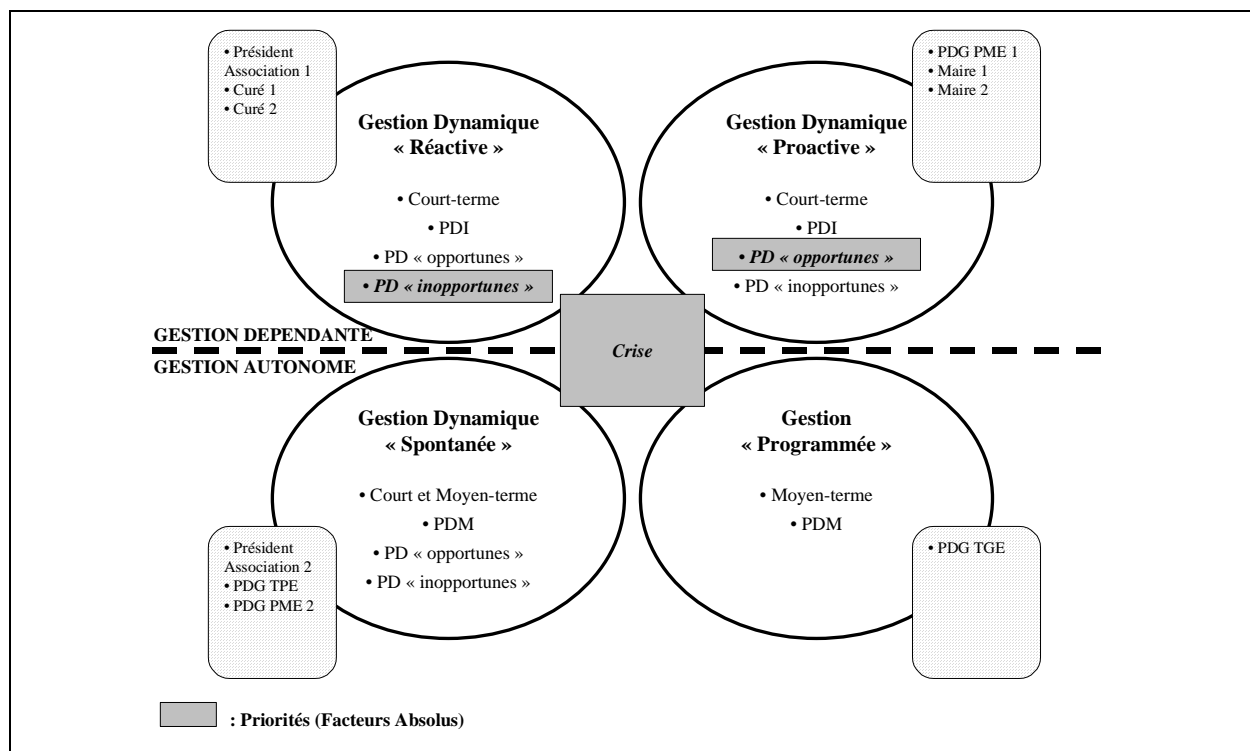 • Président
Association 1
• Curé 1
• Curé 2
Gestion Dynamique
« Réactive »
• Court-terme
• PDI
• PD « opportunes »
• PD « inopportunes »
• PDG PME 1
• Maire 1
• Maire 2
Gestion Dynamique
« Proactive »
• Court-terme
• PDI
• PD « opportunes »
• PD « inopportunes »
GESTION DEPENDANTE
Crise
GESTION AUTONOME
Gestion Dynamique
« Spontanée »
• Court et Moyen-terme
• PDM
• PD « opportunes »
• PD « inopportunes »
• Président
Association 2
• PDG TPE
• PDG PME 2
Gestion
« Programmée »
• Moyen-terme
• PDM
• PDG TGE
: Priorités (Facteurs Absolus)